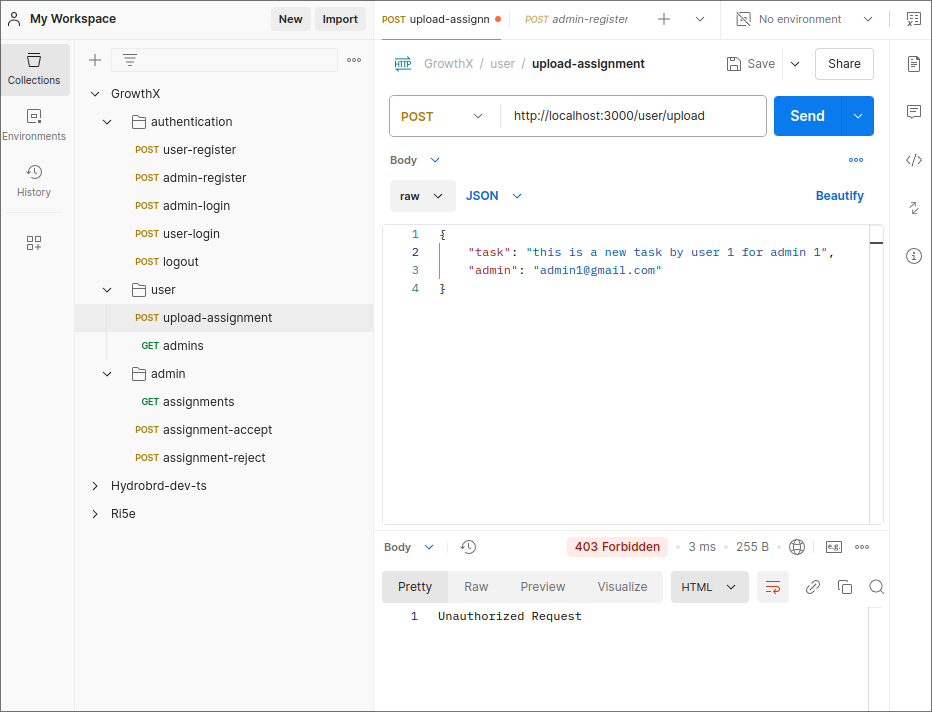 My Workspace
New
Import
POST upload-assignn
POST admin-register
No environment
Collections
Environments
History
GrowthX
authentication
POST user-register
POST admin-register
POST admin-login
POST user-login
POST logout
user
POST upload-assignment
GET admins
admin
GET assignments
POST assignment-accept
POST assignment-reject
Hydrobrd-dev-ts
Ri5e
HTTP GrowthX / user / upload-assignment
Save
Share
POST
http://localhost:3000/user/upload
Send
Body
raw
JSON
Beautify
1 {
2 "task": "this is a new task by user 1 for admin 1",
3 "admin": "admin1@gmail.com"
4 }
Body
403 Forbidden • 3 ms • 255 B •
e.g.
Pretty Raw Preview Visualize HTML
1 Unauthorized Request